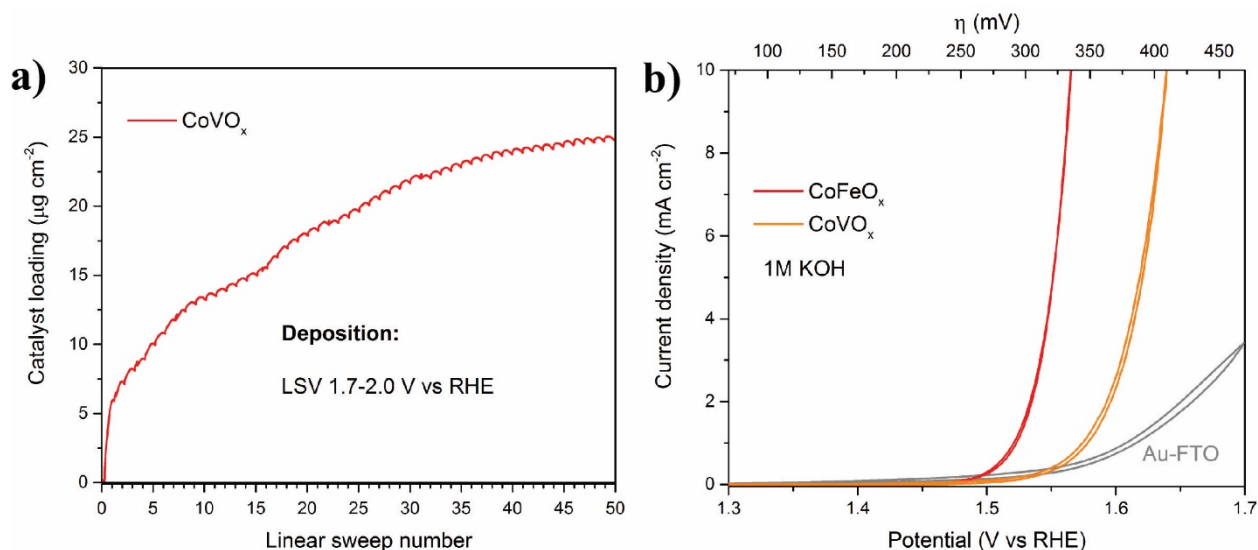 a)
30
25
20
15
10
5
0
Catalyst loading (μg cm⁻²)
CoVOₓ
Deposition:
LSV 1.7-2.0 V vs RHE
0 5 10 15 20 25 30 35 40 45 50
Linear sweep number
b)
η (mV)
100 150 200 250 300 350 400 450
10
8
6
4
2
0
Current density (mA cm⁻²)
CoFeOₓ
CoVOₓ
1M KOH
Au-FTO
1.3 1.4 1.5 1.6 1.7
Potential (V vs RHE)